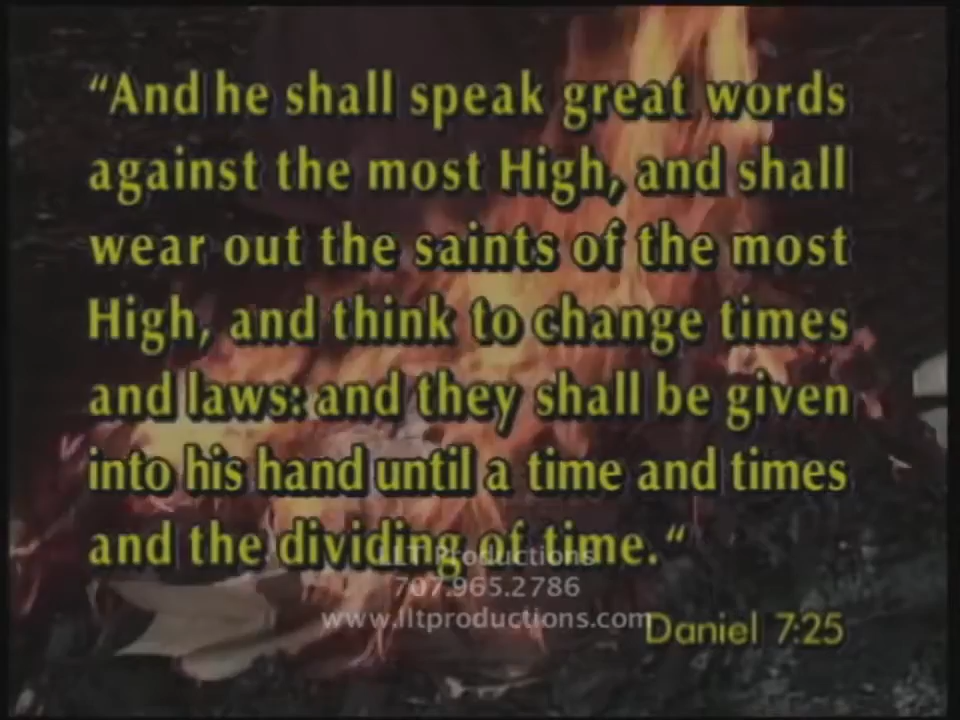 “And he shall speak great words
against the most High, and shall
wear out the saints of the most
High, and think to change times
and laws: and they shall be given
into his hand until a time and times
and the dividing of time.“
LLT Productions
707.965.2786
www.lltproductions.com
Daniel 7:25